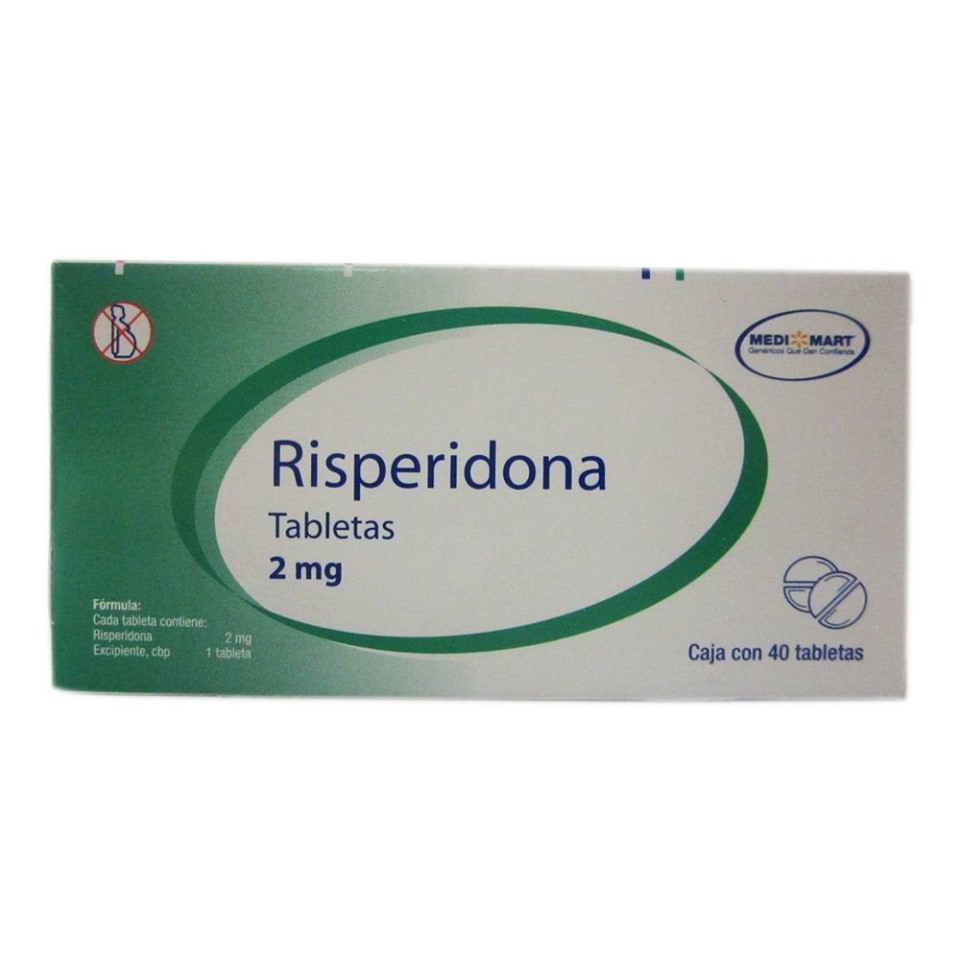 MEDI MART
Genéricos Que Dan Confianza.
Risperidona
Tabletas
2 mg
Fórmula:
Cada tableta contiene:
Risperidona 2 mg
Excipiente, cbp 1 tableta
Caja con 40 tabletas